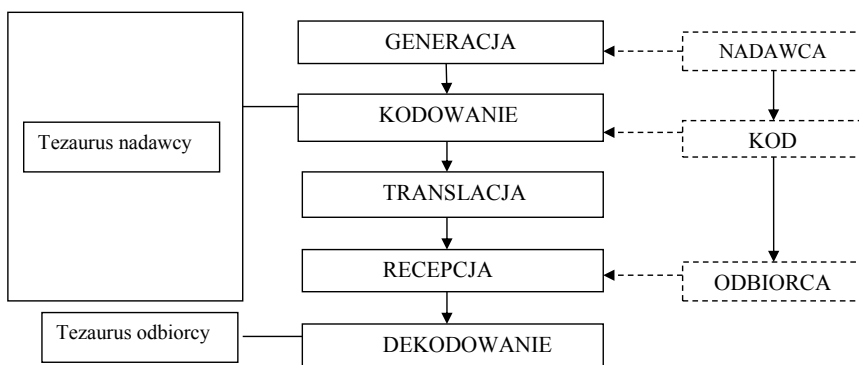 GENERACJA
NADAWCA
KODOWANIE
Tezaurus nadawcy
KOD
TRANSLACJA
RECEPCJA
ODBIORCA
Tezaurus odbiorcy
DEKODOWANIE